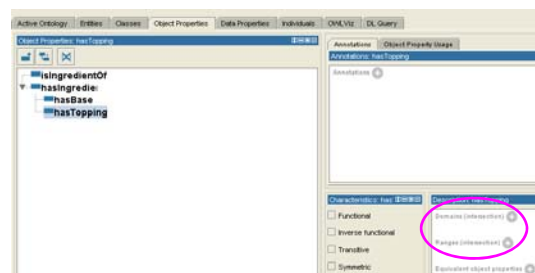 Active Ontology Entities Classes Object Properties Data Properties Individuals OWLViz DL Query
Object Properties: hasTopping
isIngredientOf
hasIngredie
hasBase
hasTopping
Annotations Object Property Usage
Annotations: hasTopping
Annotations
Characteristics: has
Functional
Inverse functional
Transitive
Symmetric
Description: hasTopping
Domains (intersection)
Ranges (intersection)
Equivalent object properties